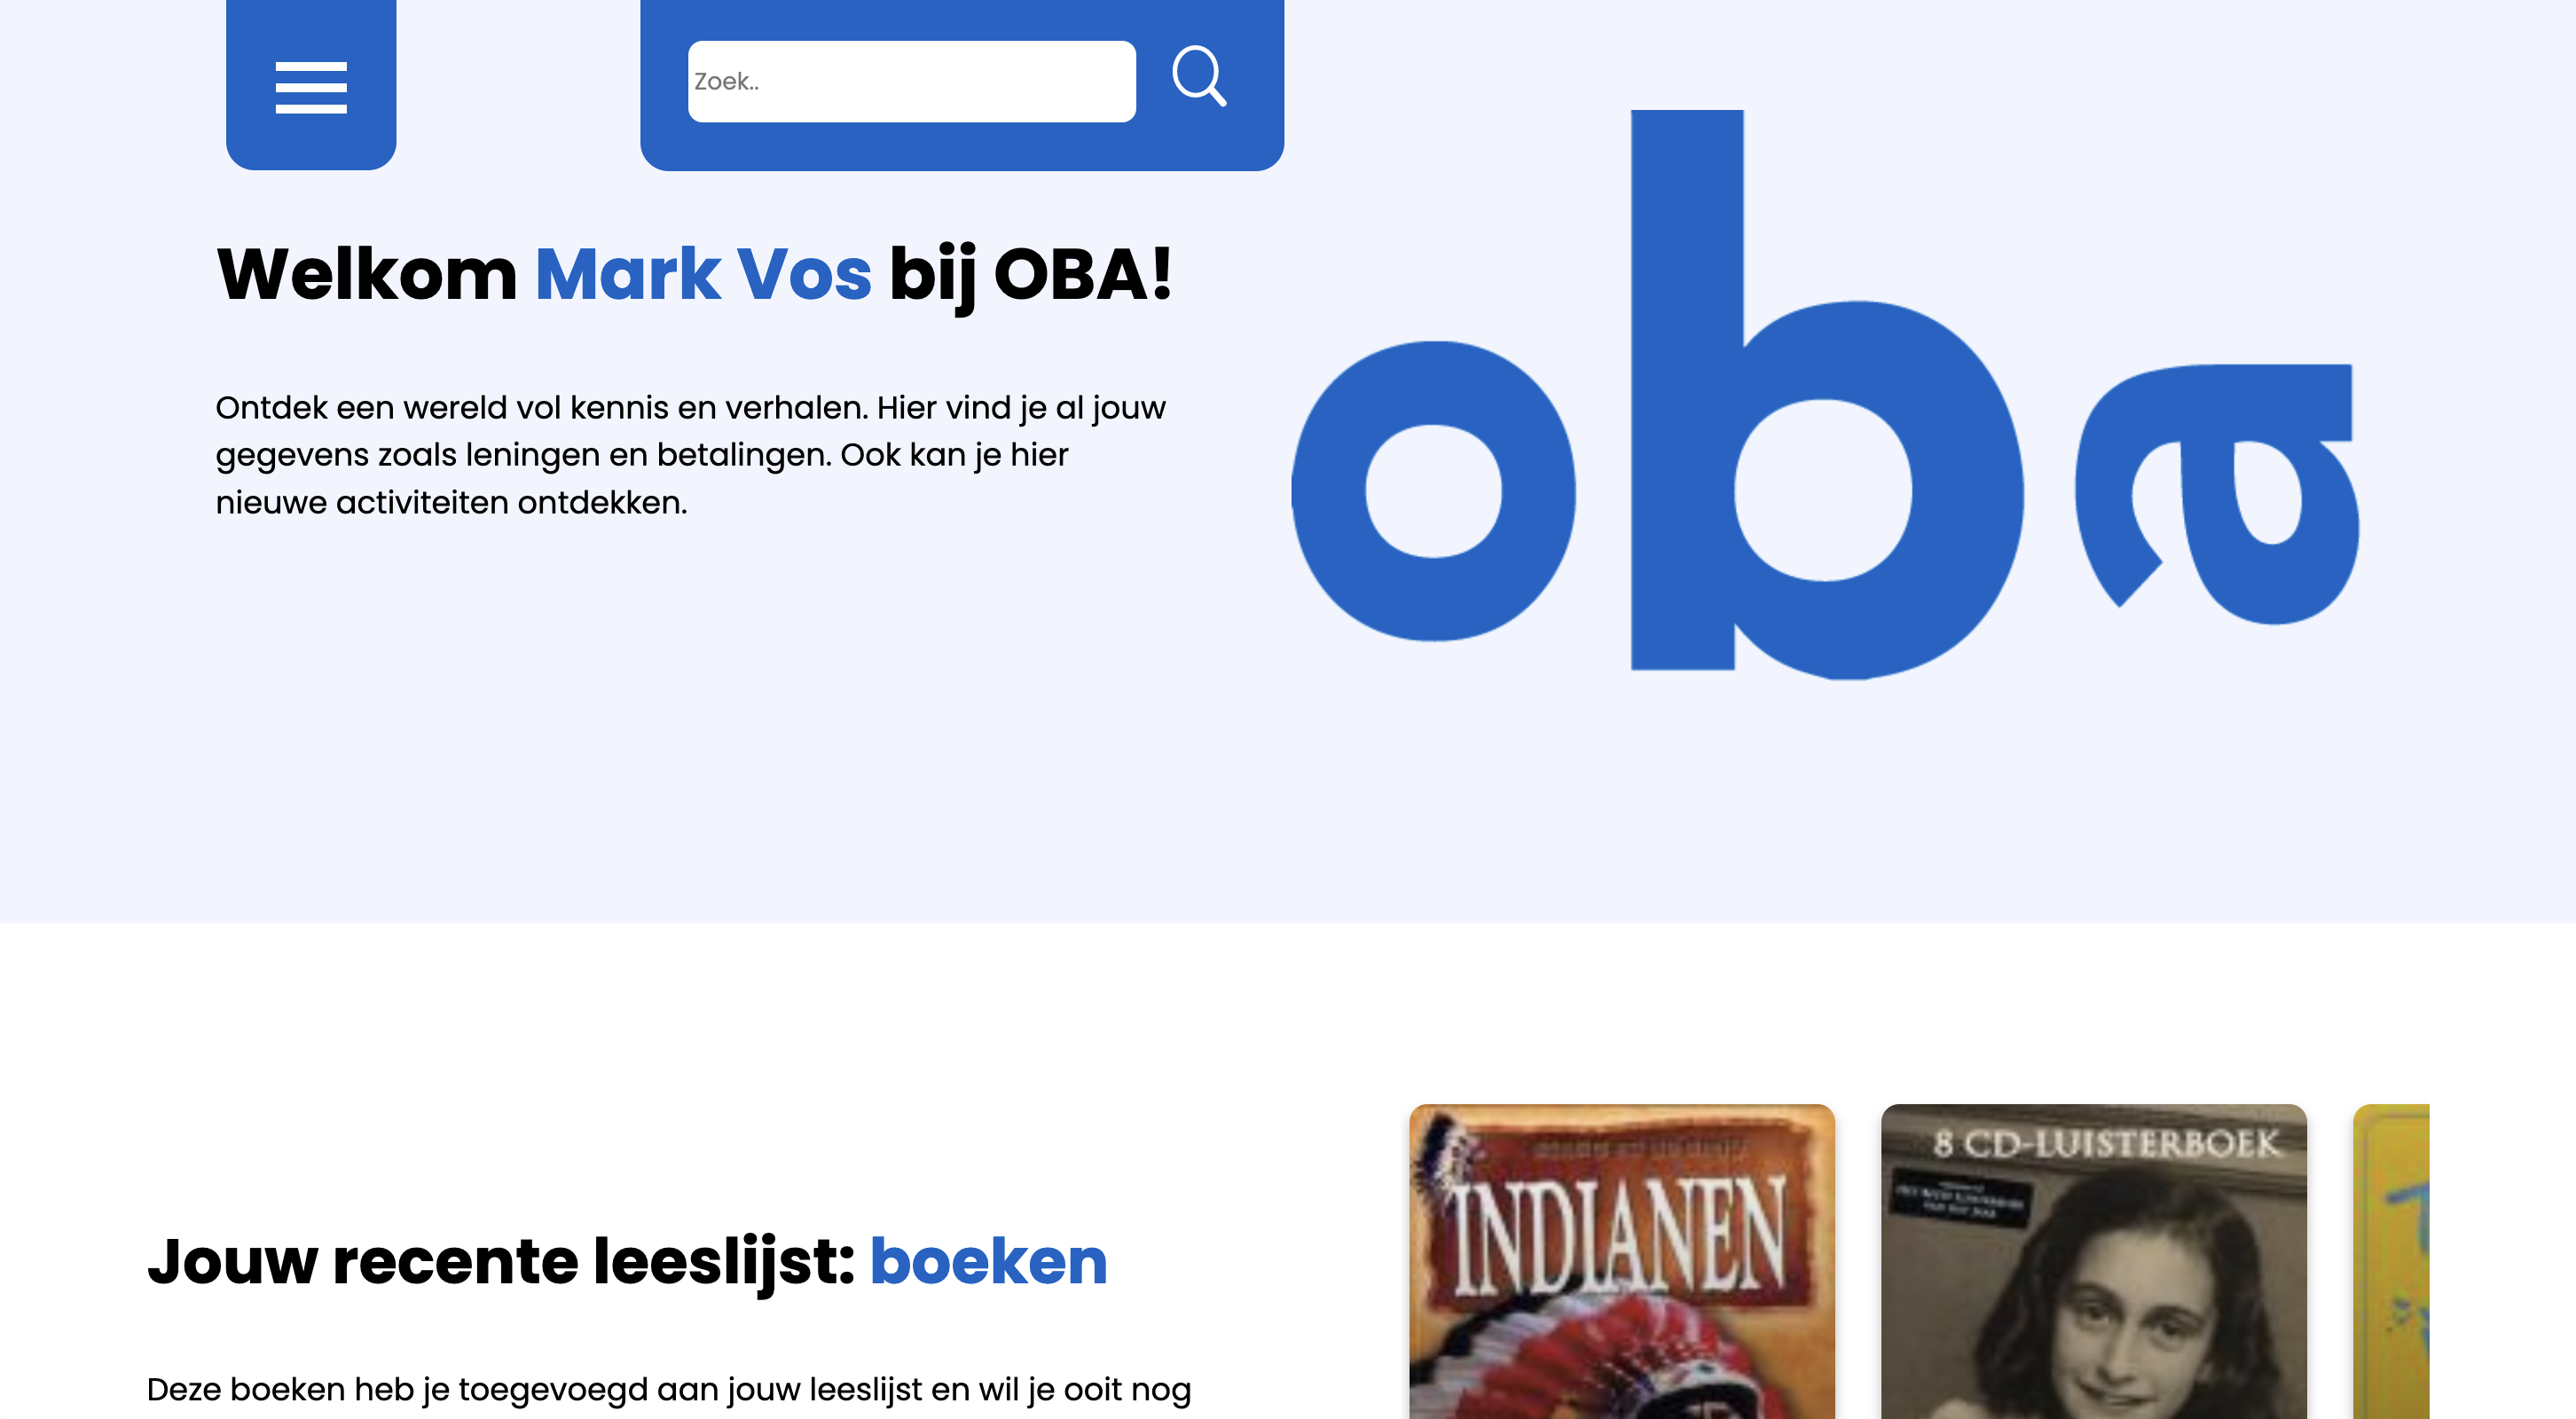 Zoek..
Welkom Mark Vos bij OBA!
Ontdek een wereld vol kennis en verhalen. Hier vind je al jouw
gegevens zoals leningen en betalingen. Ook kan je hier
nieuwe activiteiten ontdekken.
oba
Jouw recente leeslijst: boeken
Deze boeken heb je toegevoegd aan jouw leeslijst en wil je ooit nog
INDIANEN
8 CD-LUISTERBOEK